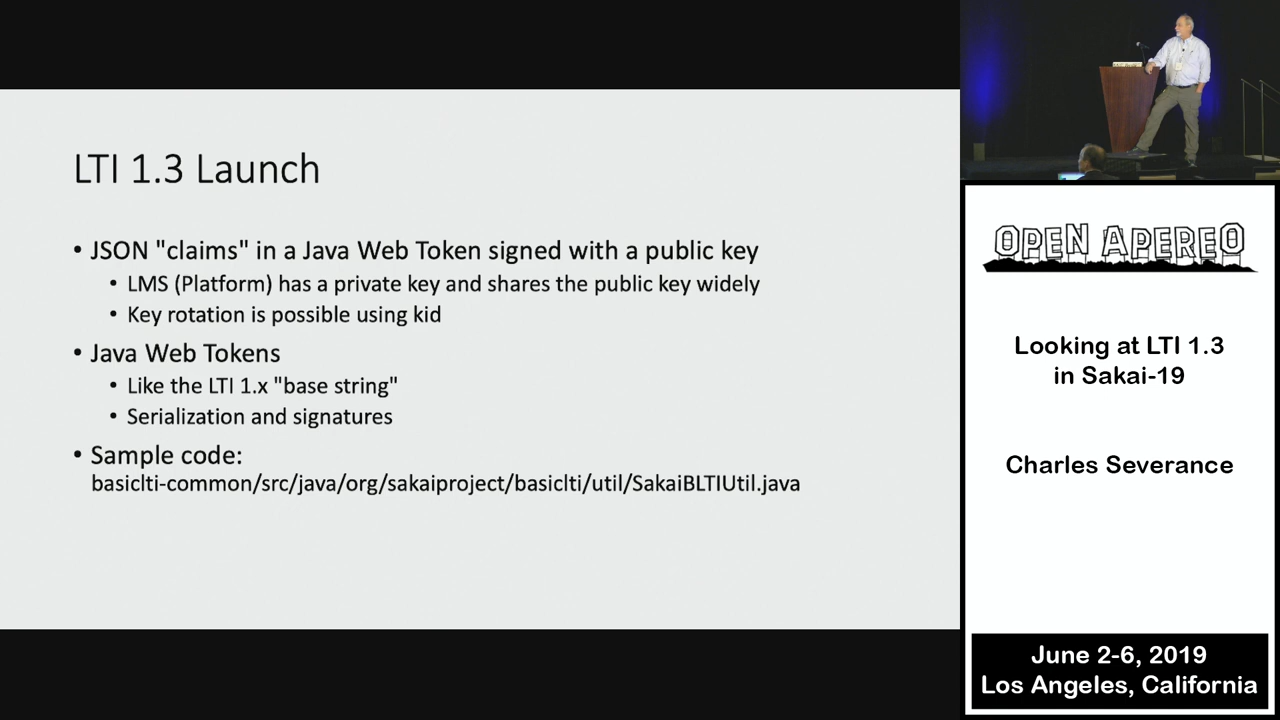 LTI 1.3 Launch
• JSON "claims" in a Java Web Token signed with a public key
• LMS (Platform) has a private key and shares the public key widely
• Key rotation is possible using kid
• Java Web Tokens
• Like the LTI 1.x "base string"
• Serialization and signatures
• Sample code:
basiclti-common/src/java/org/sakaiproject/basiclti/util/SakaiBLTIUtil.java
OPEN APEREO
Looking at LTI 1.3
in Sakai-19
Charles Severance
June 2-6, 2019
Los Angeles, California